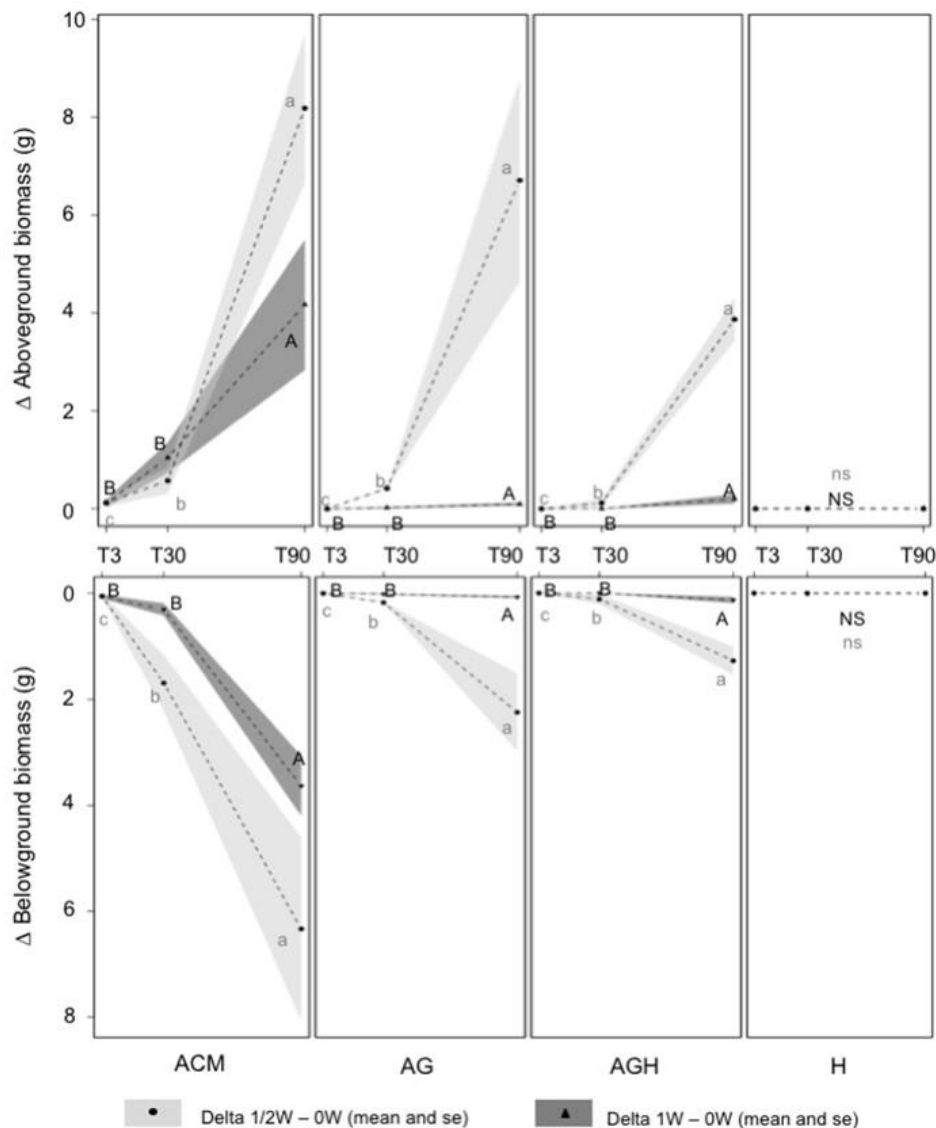 Δ Aboveground biomass (g)
10
8
6
4
2
0
a
A
B
B
c
b
a
b
c
A
B
B
a
b
c
A
B
B
ns
NS
T3 T30 T90 T3 T30 T90 T3 T30 T90 T3 T30 T90
Δ Belowground biomass (g)
0
2
4
6
8
B
B
c
b
A
a
B
B
c
b
A
a
B
B
c
b
A
a
NS
ns
ACM AG AGH H
Delta 1/2W – 0W (mean and se) Delta 1W – 0W (mean and se)